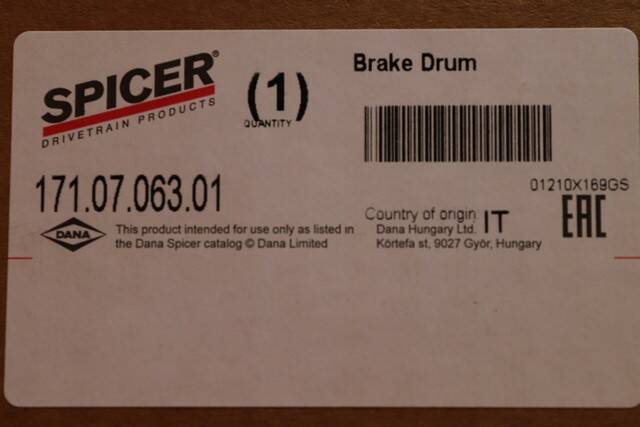 SPICER®
DRIVETRAIN PRODUCTS
(1)
QUANTITY
Brake Drum
171.07.063.01
01210X169GS
DANA
This product intended for use only as listed in
the Dana Spicer catalog © Dana Limited
Country of origin: IT
Dana Hungary Ltd.
Körtefa st, 9027 Györ, Hungary
EAC